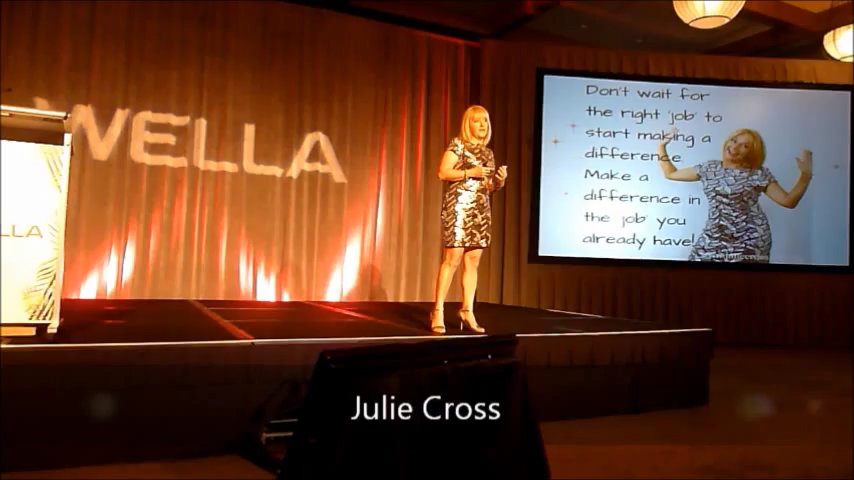 WELLA
Don't wait for
the right 'job' to
start making a
difference.
Make a
difference in
the 'job' you
already have!
LLA
Julie Cross